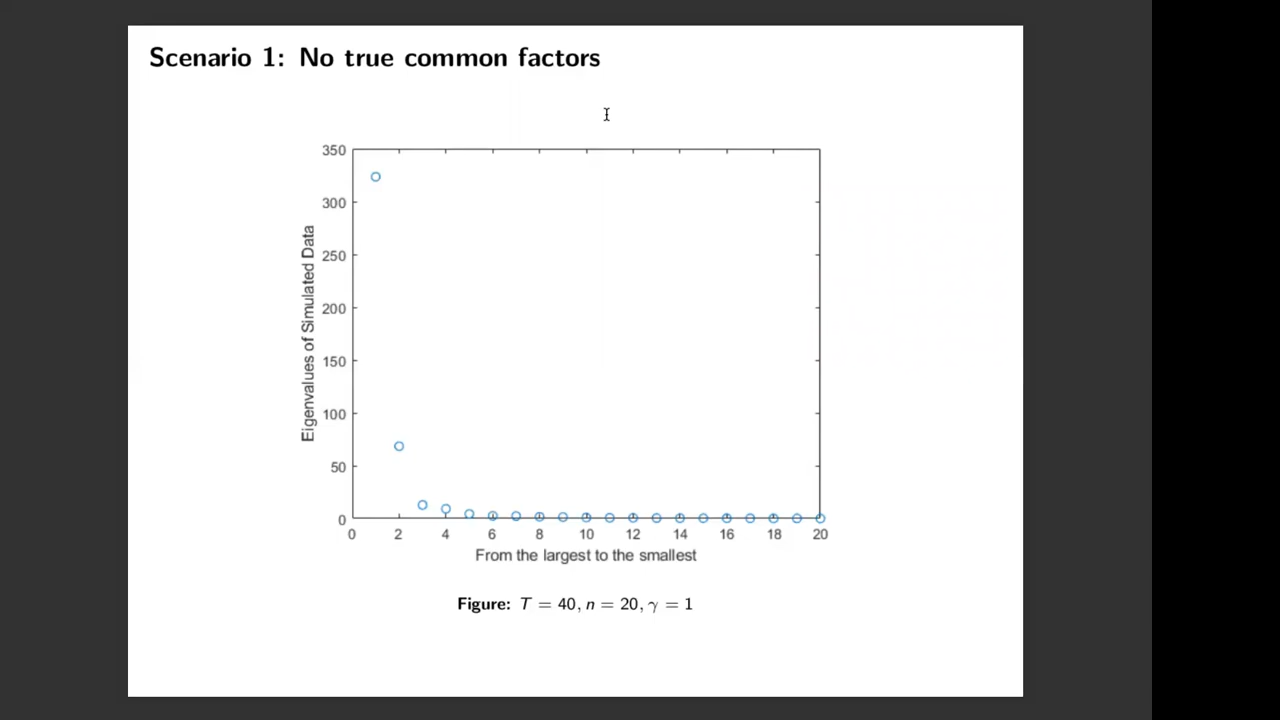 Scenario 1: No true common factors
350
300
250
200
150
100
50
0
Eigenvalues of Simulated Data
0 2 4 6 8 10 12 14 16 18 20
From the largest to the smallest
Figure: T = 40, n = 20, γ = 1